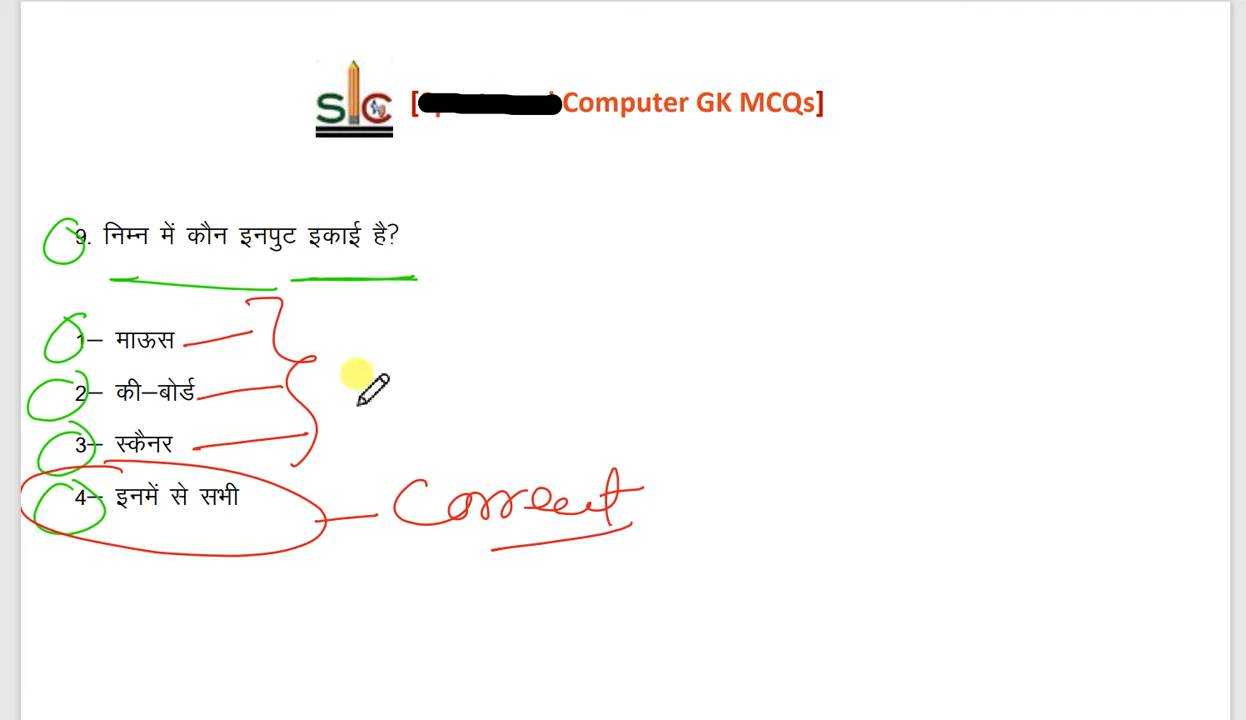 SLC [ Computer GK MCQs]
9. निम्न में कौन इनपुट इकाई है?
1– माऊस
2– की–बोर्ड
3– स्कैनर
4– इनमें से सभी
Correct